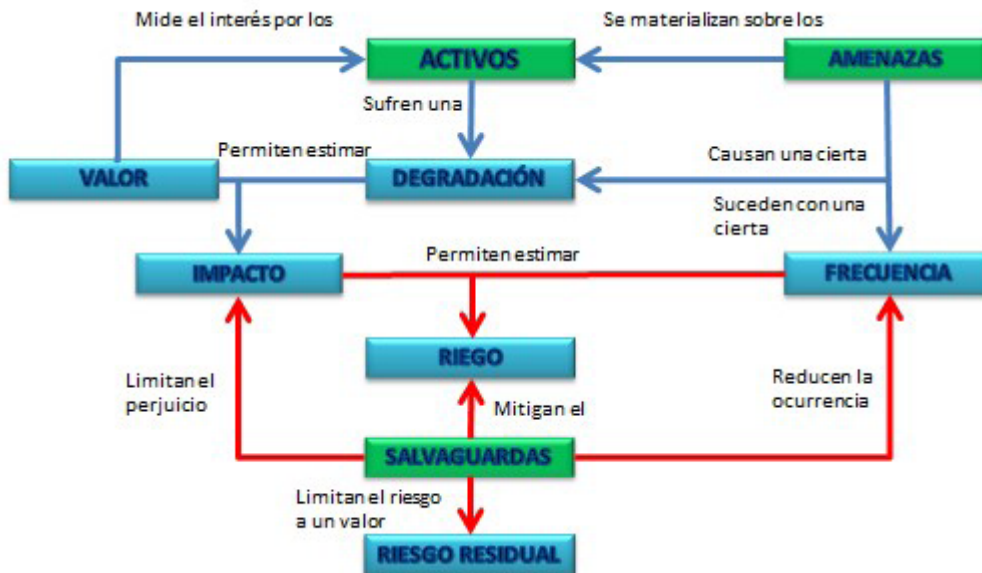 Mide el interés por los
Se materializan sobre los
ACTIVOS
AMENAZAS
Sufren una
Permiten estimar
Causan una cierta
VALOR
DEGRADACIÓN
Suceden con una
cierta
Permiten estimar
IMPACTO
FRECUENCIA
RIEGO
Limitan el
perjuicio
Reducen la
ocurrencia
Mitigan el
SALVAGUARDAS
Limitan el riesgo
a un valor
RIESGO RESIDUAL